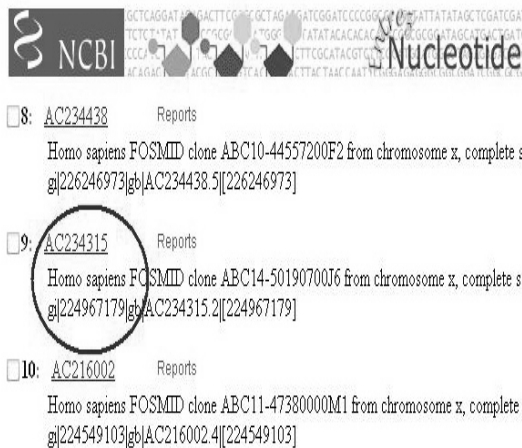 NCBI
Entrez
Nucleotide
8: AC234438 Reports
Homo sapiens FOSMID clone ABC10-44557200F2 from chromosome x, complete s
gi|226246973|gb|AC234438.5|[226246973]
9: AC234315 Reports
Homo sapiens FOSMID clone ABC14-50190700J6 from chromosome x, complete s
gi|224967179|gb|AC234315.2|[224967179]
10: AC216002 Reports
Homo sapiens FOSMID clone ABC11-47380000M1 from chromosome x, complete
gi|224549103|gb|AC216002.4|[224549103]